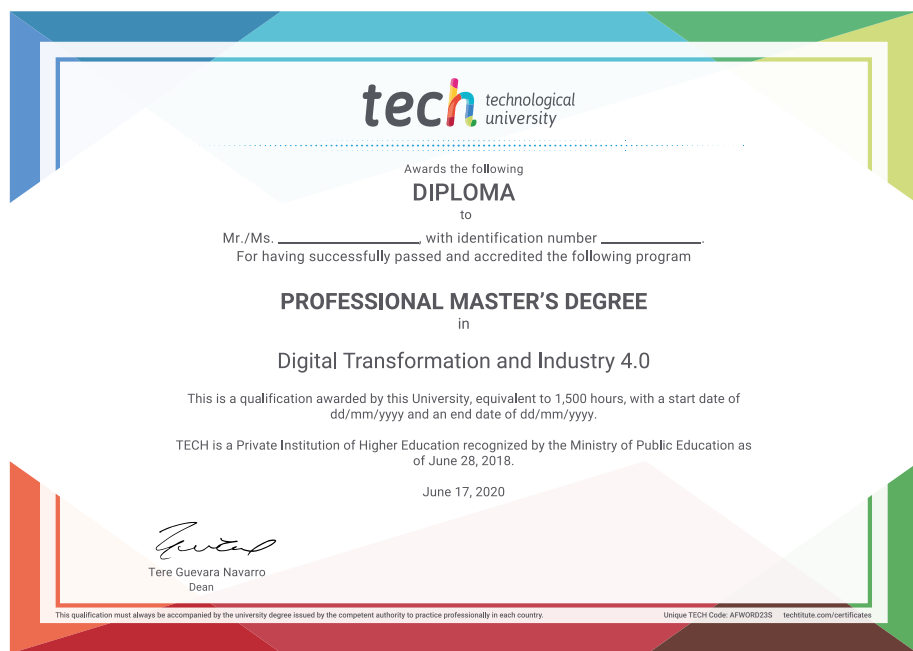 tech technological
university
Awards the following
DIPLOMA
to
Mr./Ms. ________________, with identification number ____________.
For having successfully passed and accredited the following program
PROFESSIONAL MASTER'S DEGREE
in
Digital Transformation and Industry 4.0
This is a qualification awarded by this University, equivalent to 1,500 hours, with a start date of
dd/mm/yyyy and an end date of dd/mm/yyyy.
TECH is a Private Institution of Higher Education recognized by the Ministry of Public Education as
of June 28, 2018.
June 17, 2020
Tere Guevara Navarro
Dean
This qualification must always be accompanied by the university degree issued by the competent authority to practice professionally in each country.
Unique TECH Code: AFWORD23S techtitute.com/certificates